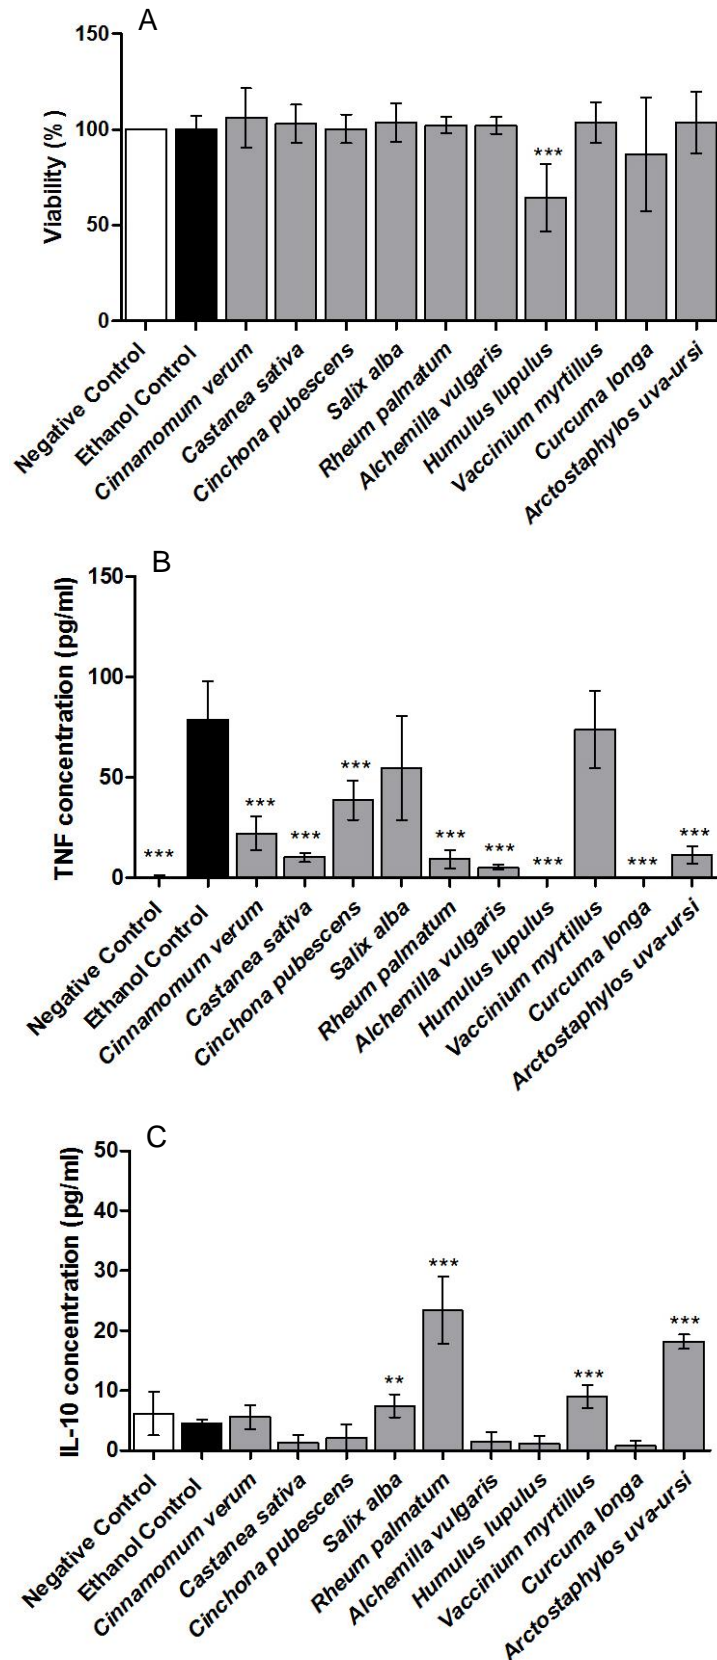 A
Viability (%)
150
100
50
0
***
Negative Control
Ethanol Control
Cinnamomum verum
Castanea sativa
Cinchona pubescens
Salix alba
Rheum palmatum
Alchemilla vulgaris
Humulus lupulus
Vaccinium myrtillus
Curcuma longa
Arctostaphylos uva-ursi
B
TNF concentration (pg/ml)
150
100
50
0
***
***
***
***
***
***
***
***
***
Negative Control
Ethanol Control
Cinnamomum verum
Castanea sativa
Cinchona pubescens
Salix alba
Rheum palmatum
Alchemilla vulgaris
Humulus lupulus
Vaccinium myrtillus
Curcuma longa
Arctostaphylos uva-ursi
C
IL-10 concentration (pg/ml)
50
40
30
20
10
0
**
***
***
***
Negative Control
Ethanol Control
Cinnamomum verum
Castanea sativa
Cinchona pubescens
Salix alba
Rheum palmatum
Alchemilla vulgaris
Humulus lupulus
Vaccinium myrtillus
Curcuma longa
Arctostaphylos uva-ursi